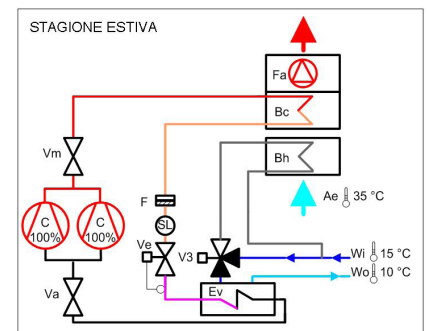 STAGIONE ESTIVA
Fa
Bc
Vm
Bh
F
Ae 35 °C
C
100%
C
100%
SL
Ve
V3
Wi 15 °C
Wo 10 °C
Va
Ev